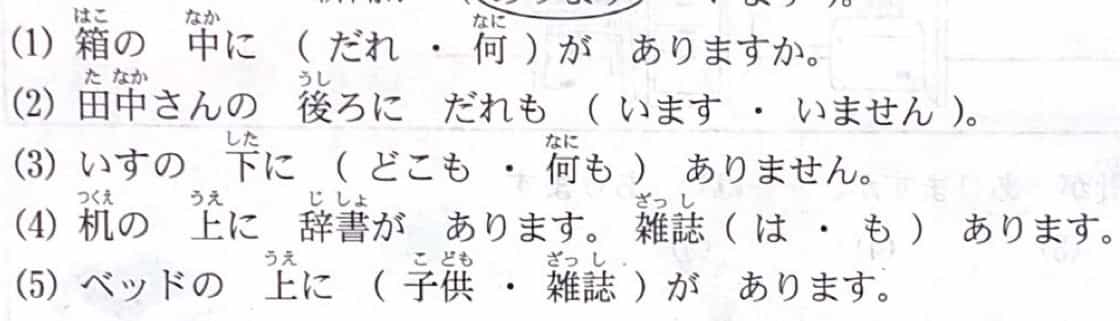 (1) 箱の 中に （ だれ ・ 何 ）が ありますか。
(2) 田中さんの 後ろに だれも （ います ・ いません ）。
(3) いすの 下に （ どこも ・ 何も ） ありません。
(4) 机の 上に 辞書が あります。 雑誌（ は ・ も ） あります。
(5) ベッドの 上に （ 子供 ・ 雑誌 ）が あります。